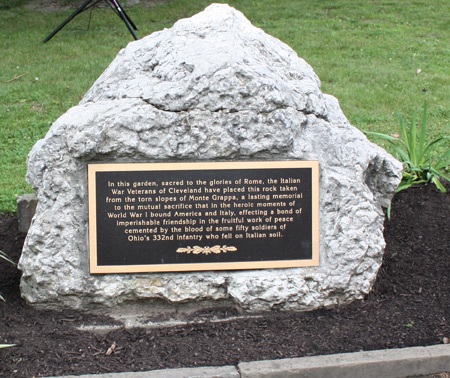 In this garden, sacred to the glories of Rome, the Italian
War Veterans of Cleveland have placed this rock taken
from the torn slopes of Monte Grappa, a lasting memorial
to the mutual sacrifice that in the heroic moments of
World War I bound America and Italy, effecting a bond of
imperishable friendship in the fruitful work of peace
cemented by the blood of some fifty soldiers of
Ohio's 332nd infantry who fell on Italian soil.